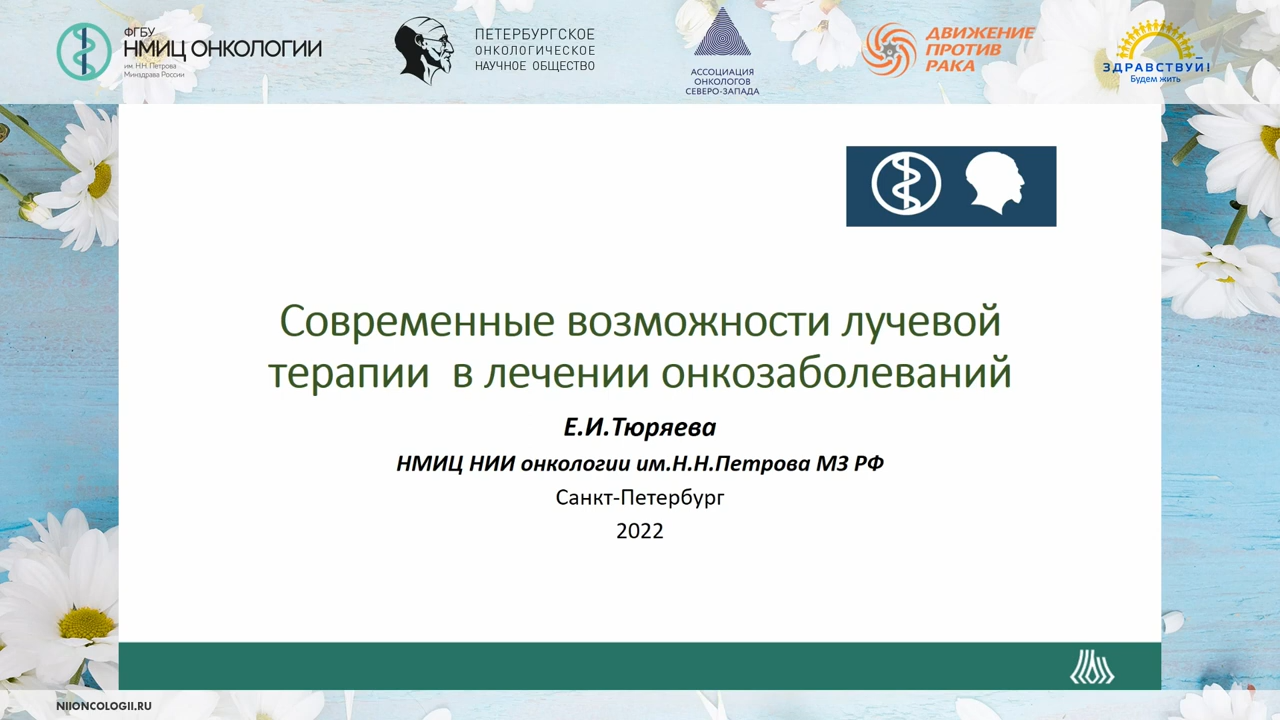 ФГБУ
НМИЦ ОНКОЛОГИИ
им. Н.Н. Петрова
Минздрава России
ПЕТЕРБУРГСКОЕ
ОНКОЛОГИЧЕСКОЕ
НАУЧНОЕ ОБЩЕСТВО
АССОЦИАЦИЯ
ОНКОЛОГОВ
СЕВЕРО-ЗАПАДА
ДВИЖЕНИЕ
ПРОТИВ
РАКА
ЗДРАВСТВУЙ!
Будем жить
Современные возможности лучевой
терапии в лечении онкозаболеваний
Е.И.Тюряева
НМИЦ НИИ онкологии им.Н.Н.Петрова МЗ РФ
Санкт-Петербург
2022
NIIONCOLOGII.RU